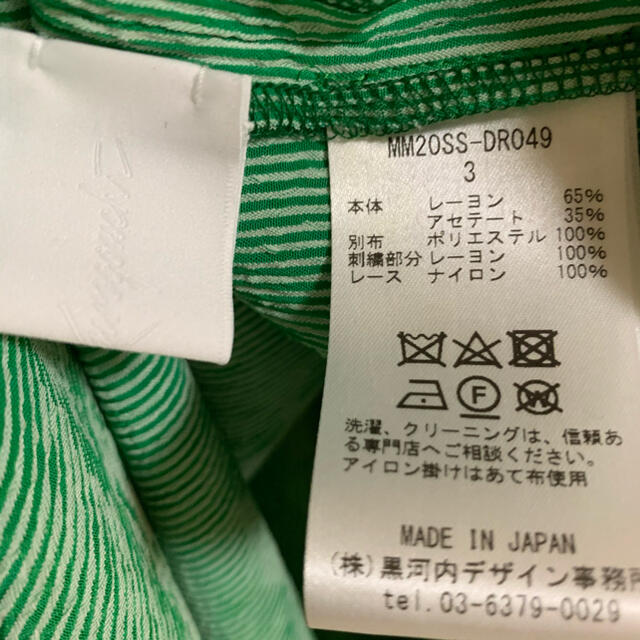 MM20SS-DR049
3
本体 レーヨン 65%
アセテート 35%
別布 ポリエステル 100%
刺繍部分 レーヨン 100%
レース ナイロン 100%
F
W
洗濯、クリーニングは、信頼あ
る専門店へご相談ください。
アイロン掛けはあて布使用
MADE IN JAPAN
(株)黒河内デザイン事務所
tel.03-6379-0029